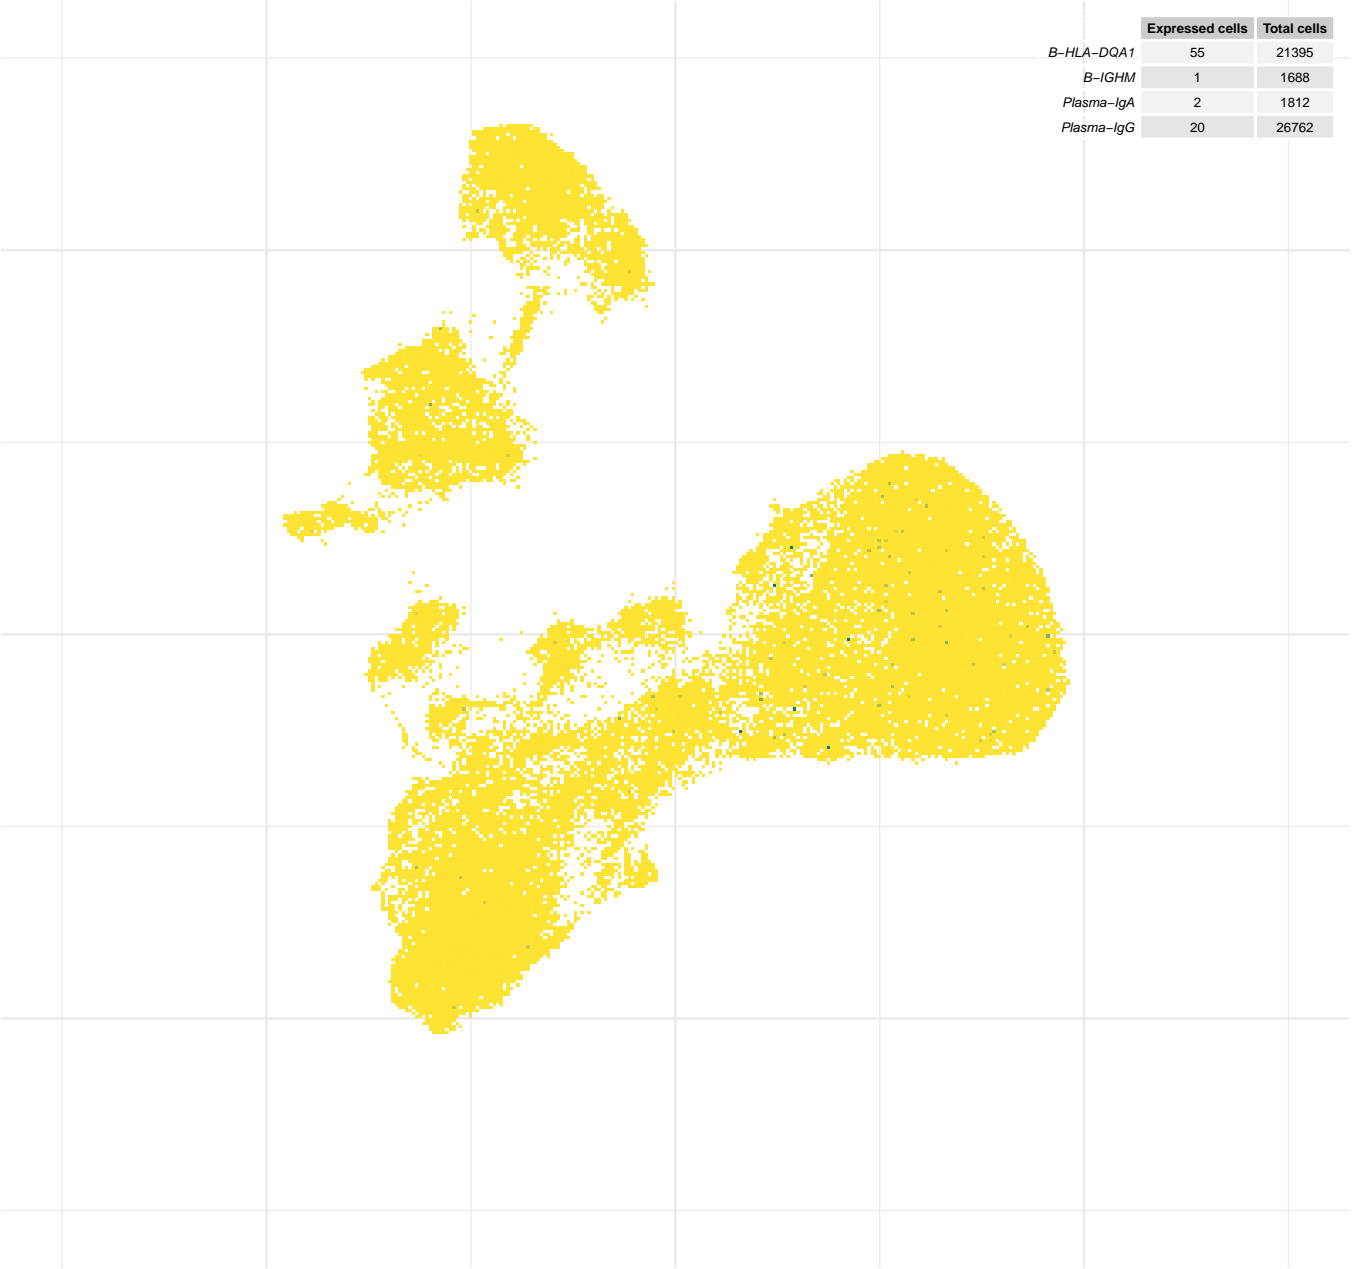 Expressed cells Total cells
B−HLA−DQA1 55 21395
B−IGHM 1 1688
Plasma−IgA 2 1812
Plasma−IgG 20 26762